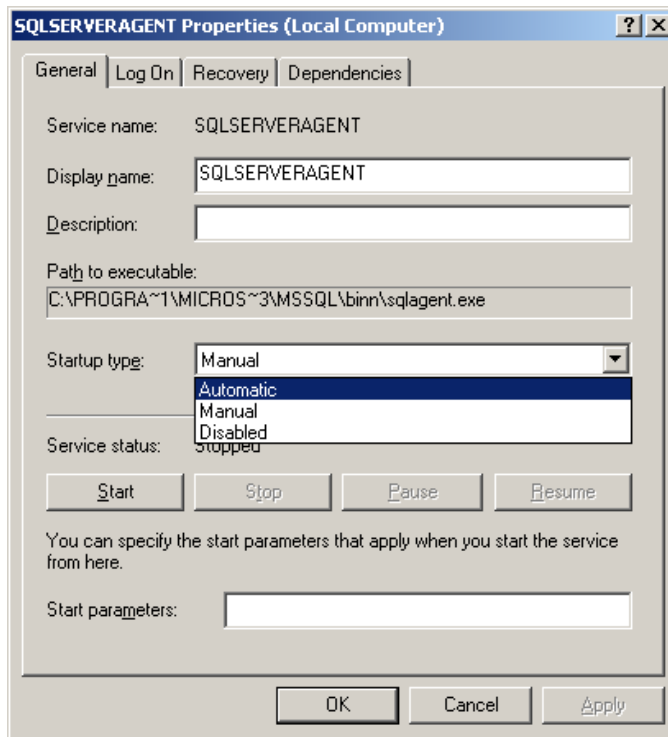 SQLSERVERAGENT Properties (Local Computer)
General Log On Recovery Dependencies
Service name: SQLSERVERAGENT
Display name: SQLSERVERAGENT
Description:
Path to executable:
C:\PROGRA~1\MICROS~3\MSSQL\binn\sqlagent.exe
Startup type: Manual
Automatic
Manual
Disabled
Service status: Stopped
Start Stop Pause Resume
You can specify the start parameters that apply when you start the service
from here.
Start parameters:
OK Cancel Apply